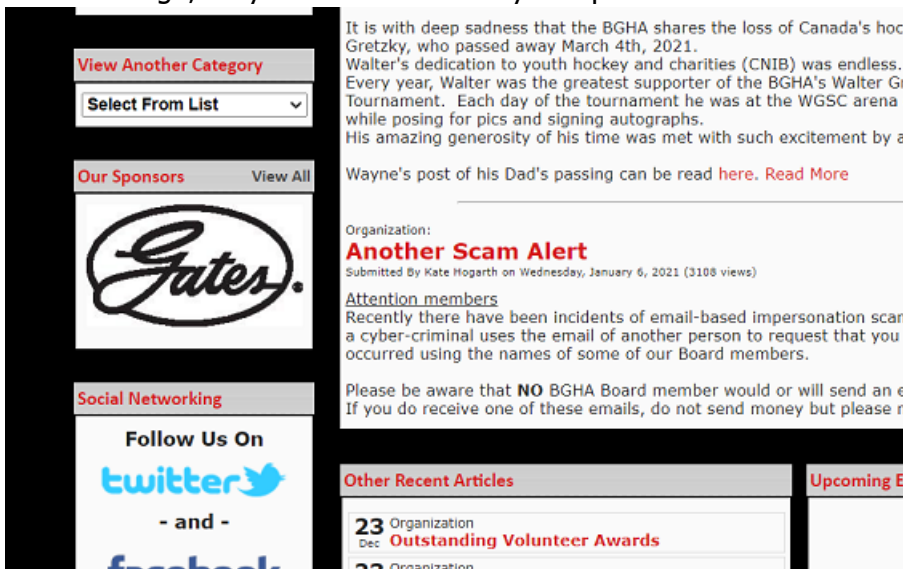 View Another Category
Select From List
Our Sponsors View All
Gates
Social Networking
Follow Us On
twitter
- and -
facebook
It is with deep sadness that the BGHA shares the loss of Canada's hoc
Gretzky, who passed away March 4th, 2021.
Walter's dedication to youth hockey and charities (CNIB) was endless.
Every year, Walter was the greatest supporter of the BGHA's Walter Gr
Tournament. Each day of the tournament he was at the WGSC arena
while posing for pics and signing autographs.
His amazing generosity of his time was met with such excitement by a
Wayne's post of his Dad's passing can be read here. Read More
Organization:
Another Scam Alert
Submitted By Kate Hogarth on Wednesday, January 6, 2021 (3108 views)
Attention members
Recently there have been incidents of email-based impersonation scar
a cyber-criminal uses the email of another person to request that you
occurred using the names of some of our Board members.
Please be aware that NO BGHA Board member would or will send an e
If you do receive one of these emails, do not send money but please r
Other Recent Articles
23 Organization
Dec Outstanding Volunteer Awards
Organization
Upcoming E